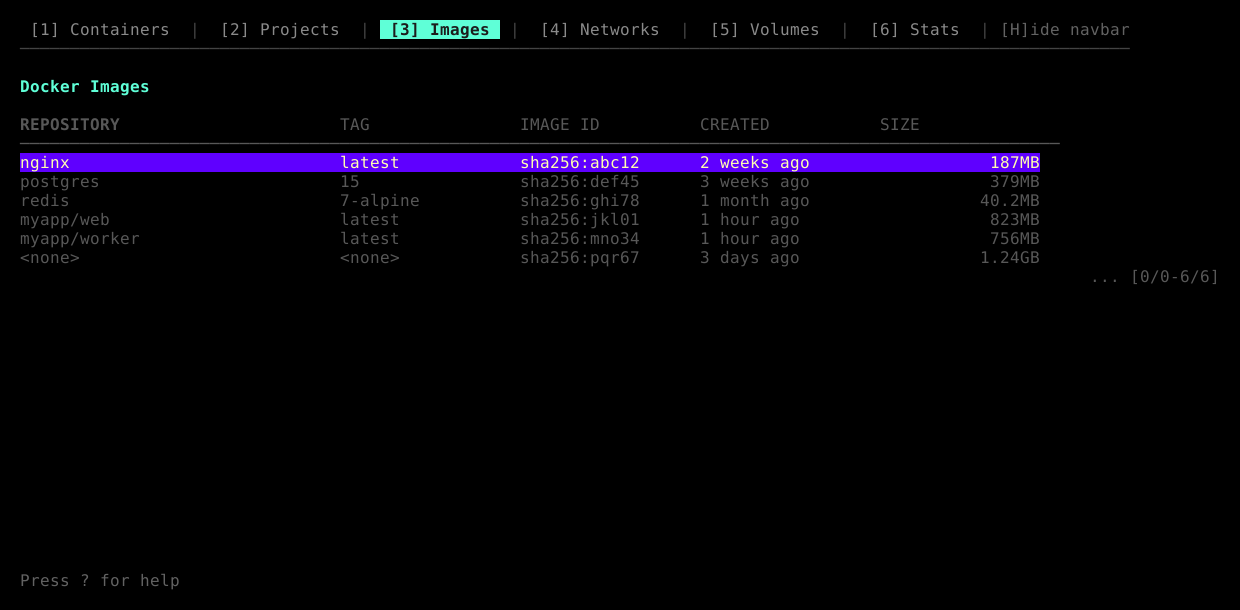 [1] Containers | [2] Projects | [3] Images | [4] Networks | [5] Volumes | [6] Stats | [H]ide navbar
Docker Images
REPOSITORY TAG IMAGE ID CREATED SIZE
nginx latest sha256:abc12 2 weeks ago 187MB
postgres 15 sha256:def45 3 weeks ago 379MB
redis 7-alpine sha256:ghi78 1 month ago 40.2MB
myapp/web latest sha256:jkl01 1 hour ago 823MB
myapp/worker latest sha256:mno34 1 hour ago 756MB
<none> <none> sha256:pqr67 3 days ago 1.24GB
... [0/0-6/6]
Press ? for help